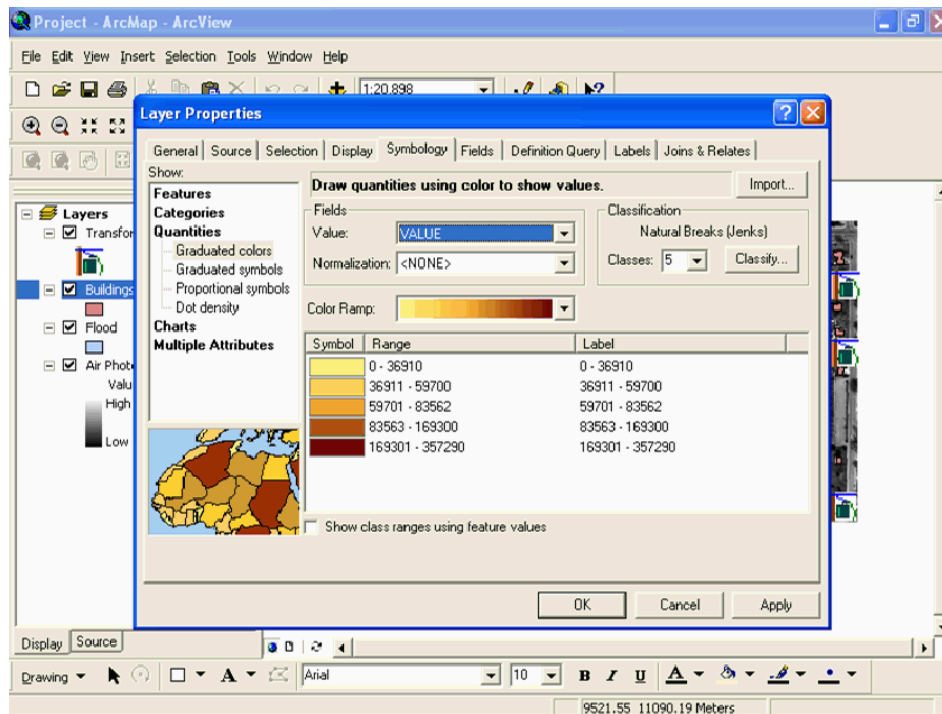 Project - ArcMap - ArcView
File Edit View Insert Selection Tools Window Help
1:20,898
Layer Properties
General Source Selection Display Symbology Fields Definition Query Labels Joins & Relates
Show:
Features
Categories
Quantities
Graduated colors
Graduated symbols
Proportional symbols
Dot density
Charts
Multiple Attributes
Draw quantities using color to show values.
Import...
Fields
Value: VALUE
Normalization: <NONE>
Classification
Natural Breaks (Jenks)
Classes: 5 Classify...
Color Ramp:
Symbol Range Label
0 - 36910 0 - 36910
36911 - 59700 36911 - 59700
59701 - 83562 59701 - 83562
83563 - 169300 83563 - 169300
169301 - 357290 169301 - 357290
Show class ranges using feature values
OK Cancel Apply
Layers
Transfor
Buildings
Flood
Air Phot
Valu
High
Low
Display Source
Drawing A Arial 10 B I U A
9521.55 11090.19 Meters